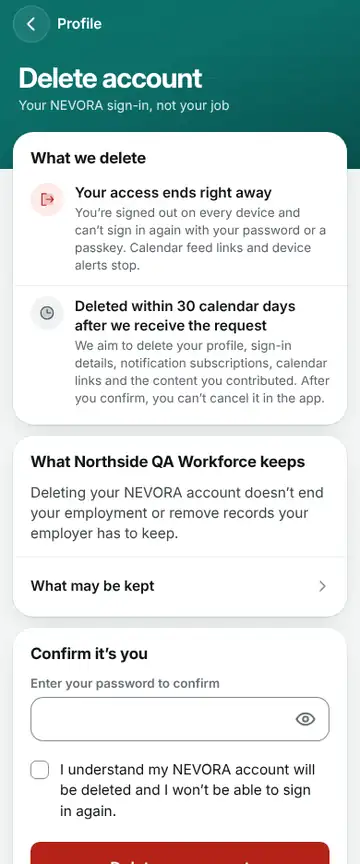 Profile
Delete account
Your NEVORA sign-in, not your job
What we delete
Your access ends right away
You’re signed out on every device and
can’t sign in again with your password or a
passkey. Calendar feed links and device
alerts stop.
Deleted within 30 calendar days
after we receive the request
We aim to delete your profile, sign-in
details, notification subscriptions, calendar
links and the content you contributed. After
you confirm, you can’t cancel it in the app.
What Northside QA Workforce keeps
Deleting your NEVORA account doesn’t end
your employment or remove records your
employer has to keep.
What may be kept
Confirm it’s you
Enter your password to confirm
I understand my NEVORA account will
be deleted and I won’t be able to sign
in again.